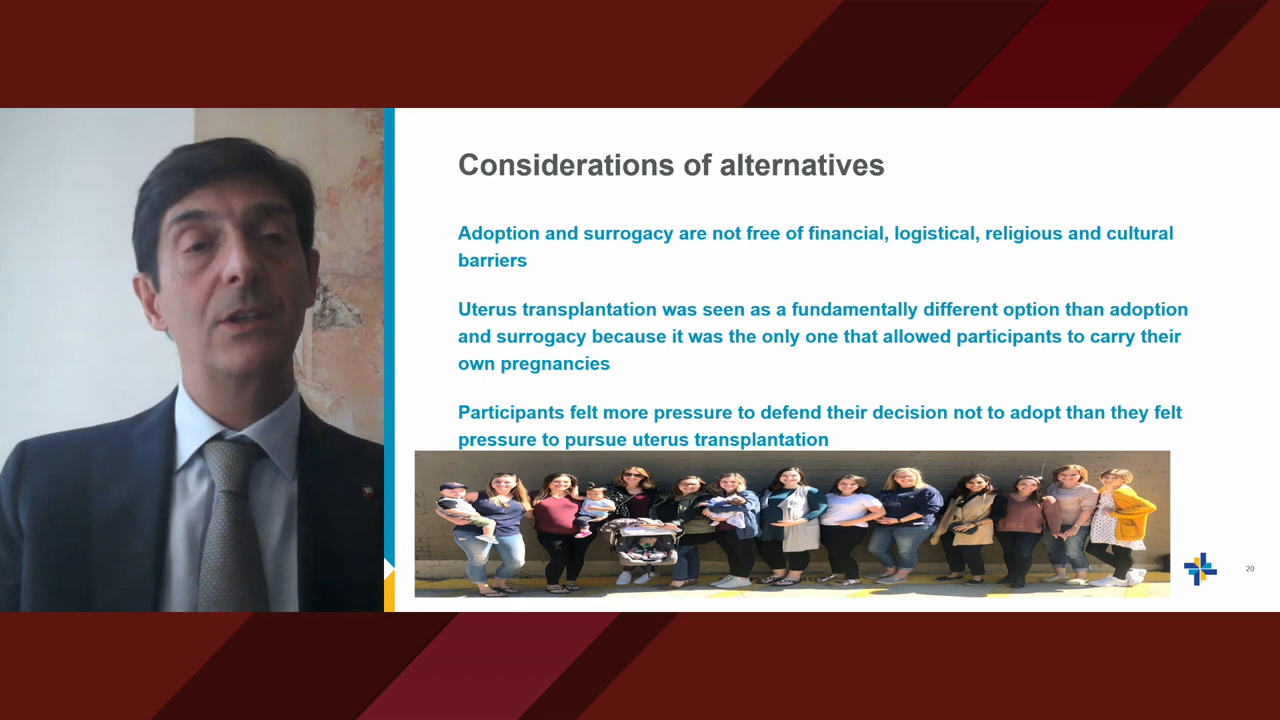 Considerations of alternatives
Adoption and surrogacy are not free of financial, logistical, religious and cultural
barriers
Uterus transplantation was seen as a fundamentally different option than adoption
and surrogacy because it was the only one that allowed participants to carry their
own pregnancies
Participants felt more pressure to defend their decision not to adopt than they felt
pressure to pursue uterus transplantation
20